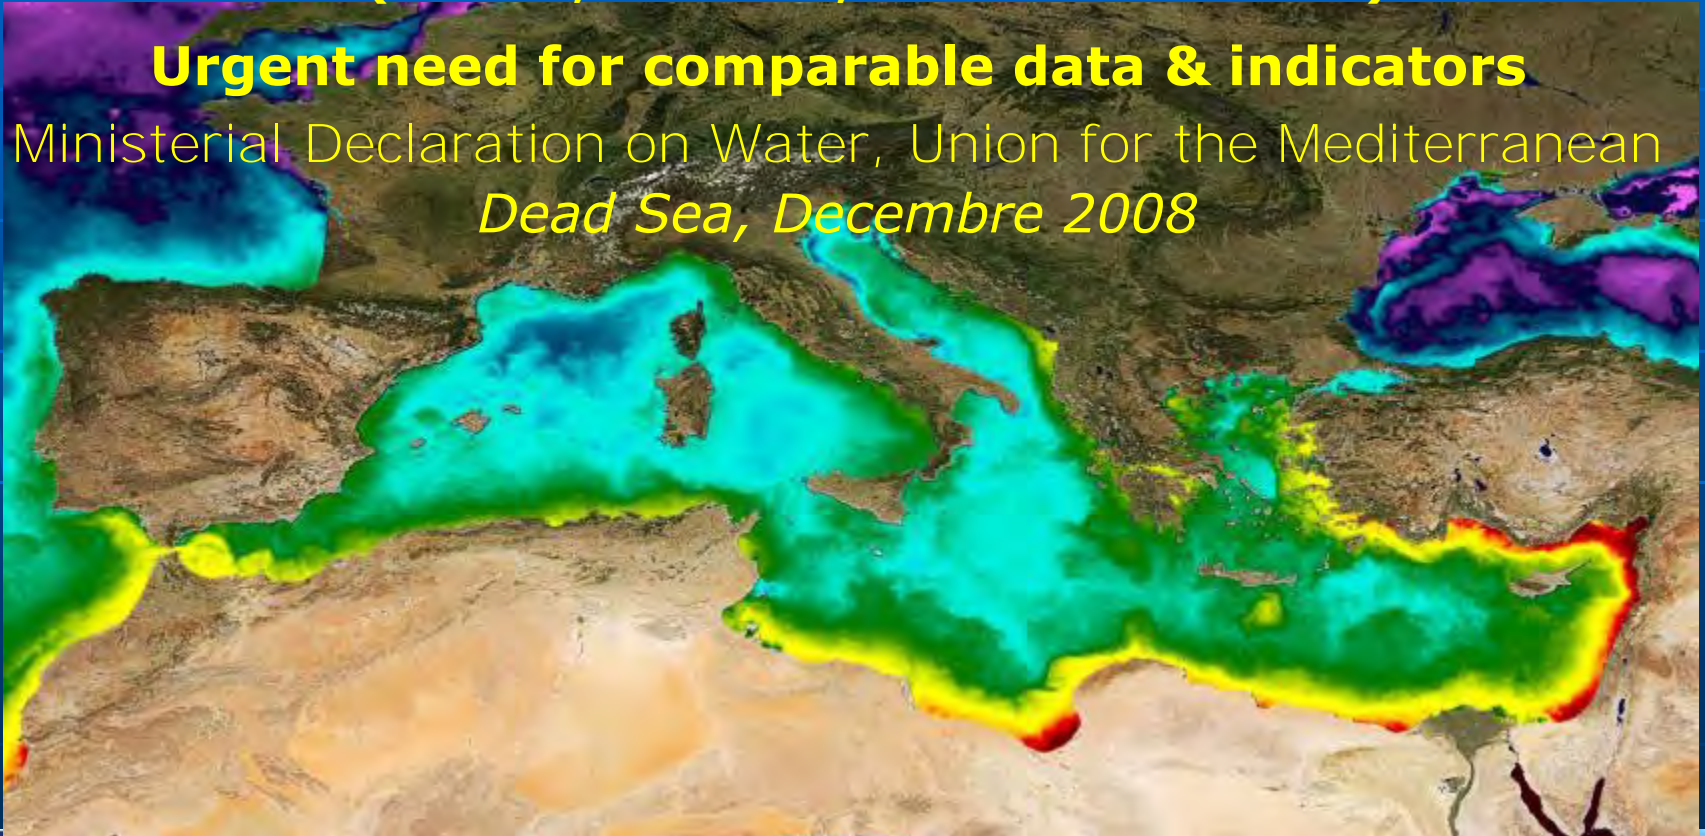 Urgent need for comparable data & indicators
Ministerial Declaration on Water, Union for the Mediterranean
Dead Sea, Decembre 2008